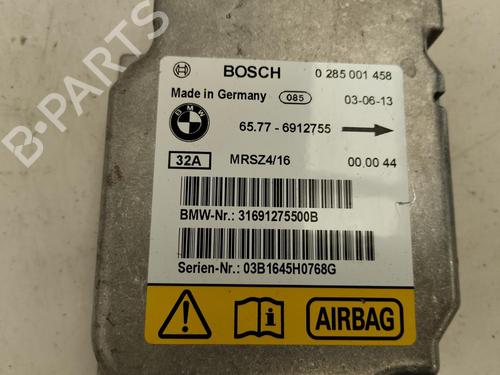 BOSCH 0 285 001 458
Made in Germany 085 03-06-13
BMW
65.77 - 6912755
32A MRSZ4/16 00.00 44
BMW-Nr.: 31691275500B
Serien-Nr.: 03B1645H0768G
AIRBAG
B-PARTS